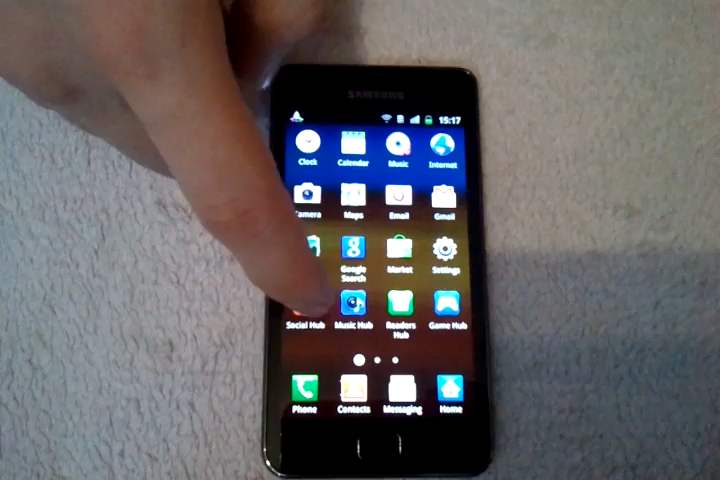 SAMSUNG
15:17
Clock Calendar Music Internet
Camera Maps Email Gmail
Google Search Market Settings
Social Hub Music Hub Readers Hub Game Hub
Phone Contacts Messaging Home